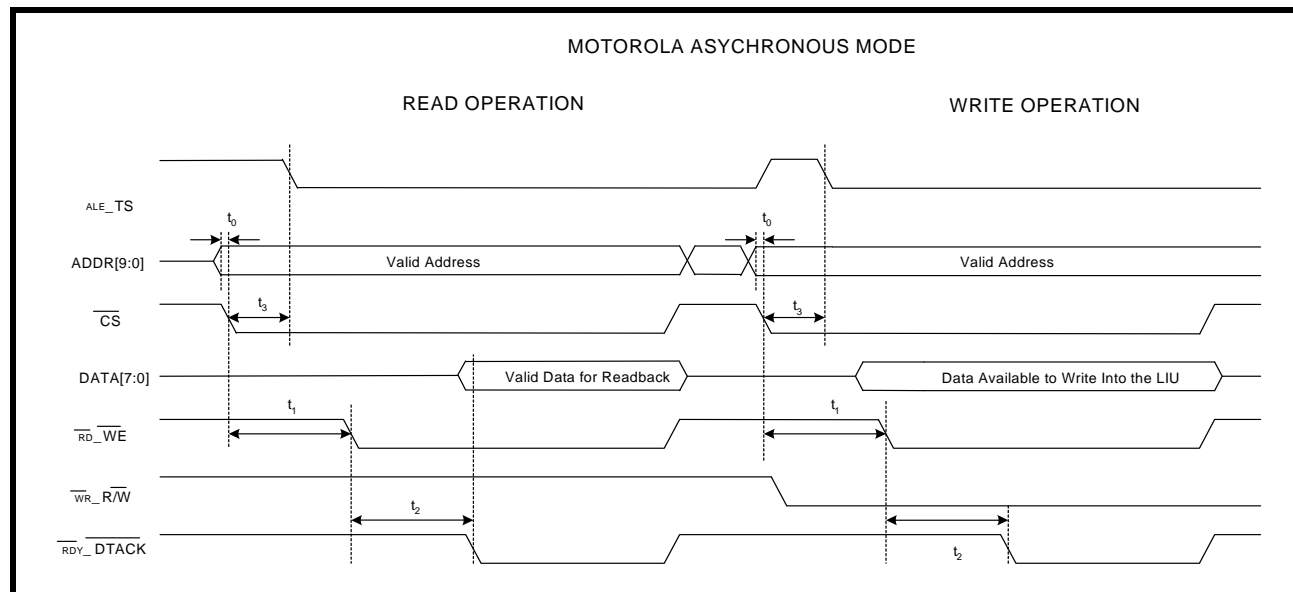 MOTOROLA ASYCHRONOUS MODE
READ OPERATION
WRITE OPERATION
ALE_TS
t0
t0
ADDR[9:0]
Valid Address
Valid Address
CS
t3
t3
DATA[7:0]
Valid Data for Readback
Data Available to Write Into the LIU
t1
t1
RD_WE
WR_R/W
t2
RDY_DTACK
t2